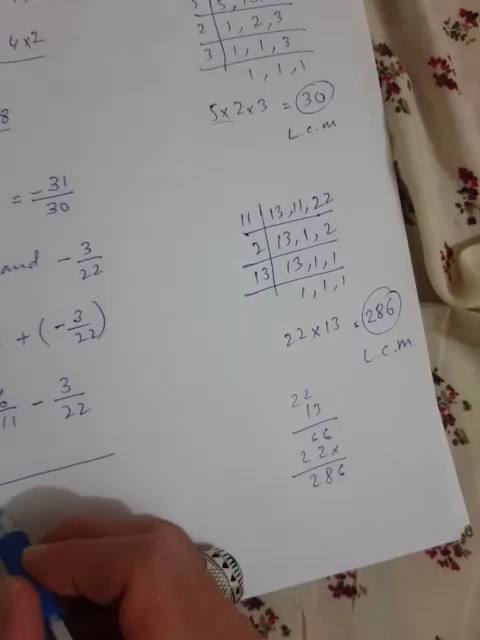 4x2
8
= -31/30
and - 3/22
+ (- 3/22)
/11 - 3/22
2 | 1, 2, 3
3 | 1, 1, 3
1, 1, 1
5x2x3 = 30
L.c.m
11 | 13, 11, 22
2 | 13, 1, 2
13 | 13, 1, 1
1, 1, 1
22x13 = 286
L.c.m
22
13
66
22x
286